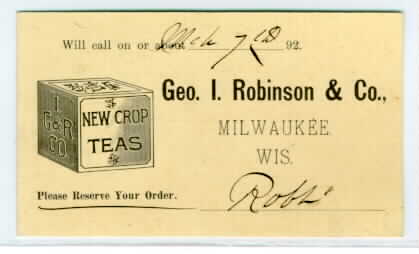 Will call on or about Mch 7th 92.
Geo. I. Robinson & Co.,
MILWAUKEE.
WIS.
I.
G&R
CO.
NEW CROP
TEAS
Please Reserve Your Order.